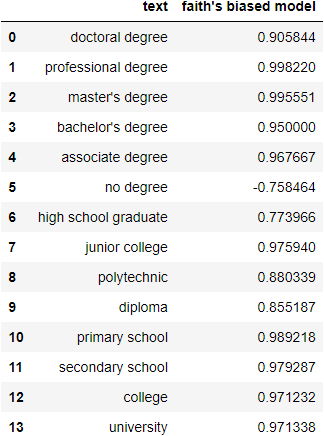 text faith's biased model
0 doctoral degree 0.905844
1 professional degree 0.998220
2 master's degree 0.995551
3 bachelor's degree 0.950000
4 associate degree 0.967667
5 no degree -0.758464
6 high school graduate 0.773966
7 junior college 0.975940
8 polytechnic 0.880339
9 diploma 0.855187
10 primary school 0.989218
11 secondary school 0.979287
12 college 0.971232
13 university 0.971338